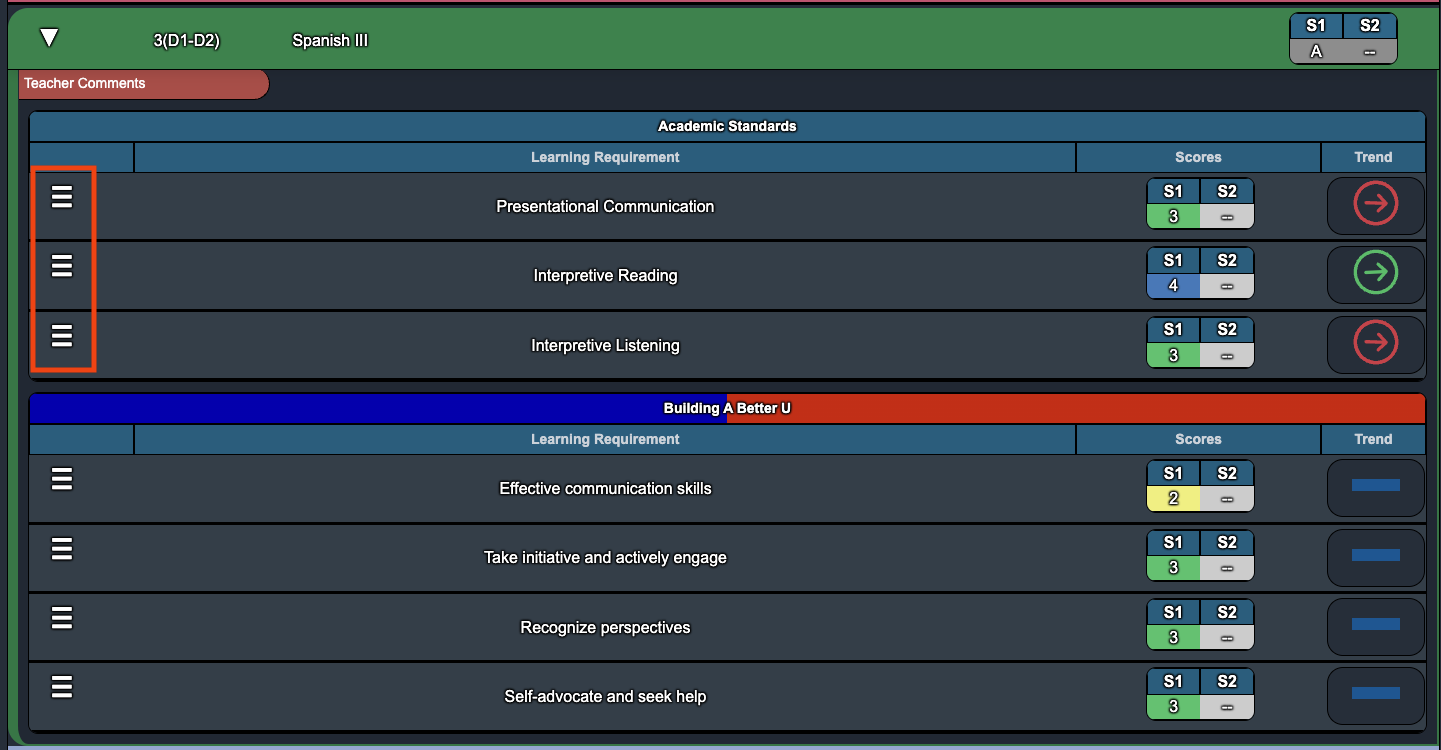 3(D1-D2) Spanish III S1 S2
A --
Teacher Comments
Academic Standards
Learning Requirement Scores Trend
Presentational Communication S1 S2
3 --
Interpretive Reading S1 S2
4 --
Interpretive Listening S1 S2
3 --
Building A Better U
Learning Requirement Scores Trend
Effective communication skills S1 S2
2 --
Take initiative and actively engage S1 S2
3 --
Recognize perspectives S1 S2
3 --
Self-advocate and seek help S1 S2
3 --